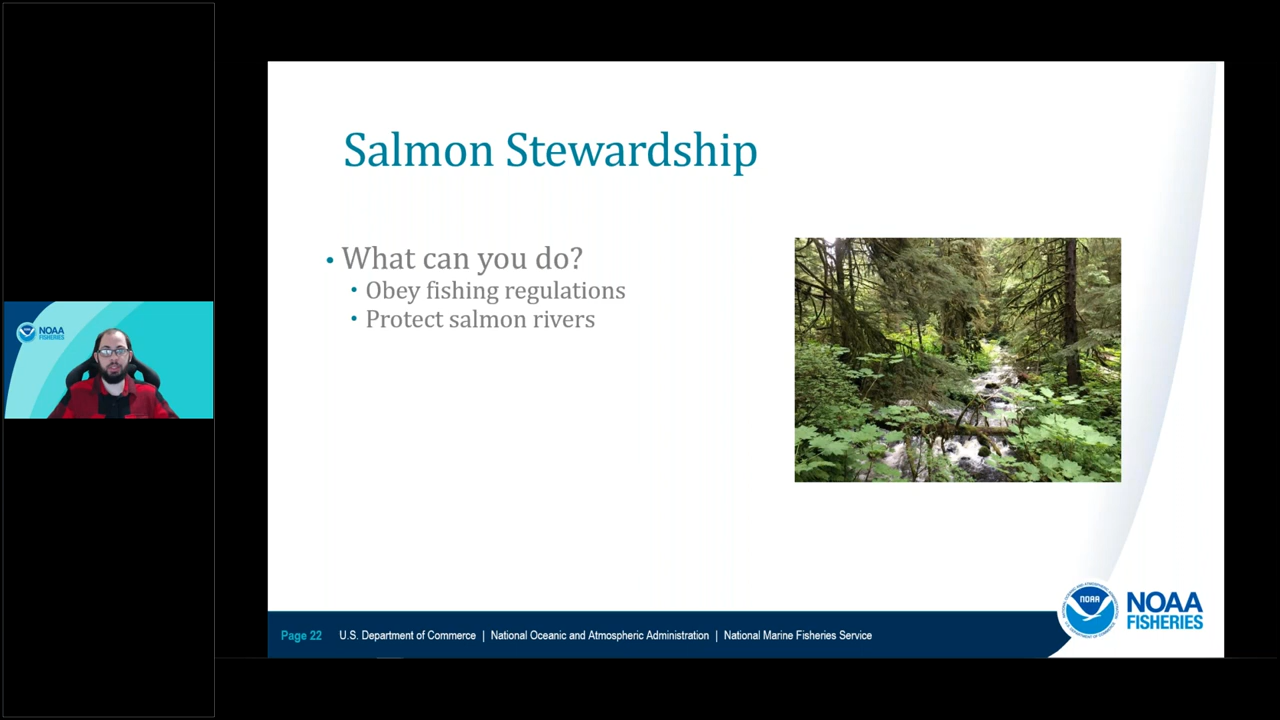 NOAA
FISHERIES
Salmon Stewardship
• What can you do?
• Obey fishing regulations
• Protect salmon rivers
NOAA
NOAA
FISHERIES
Page 22 U.S. Department of Commerce | National Oceanic and Atmospheric Administration | National Marine Fisheries Service